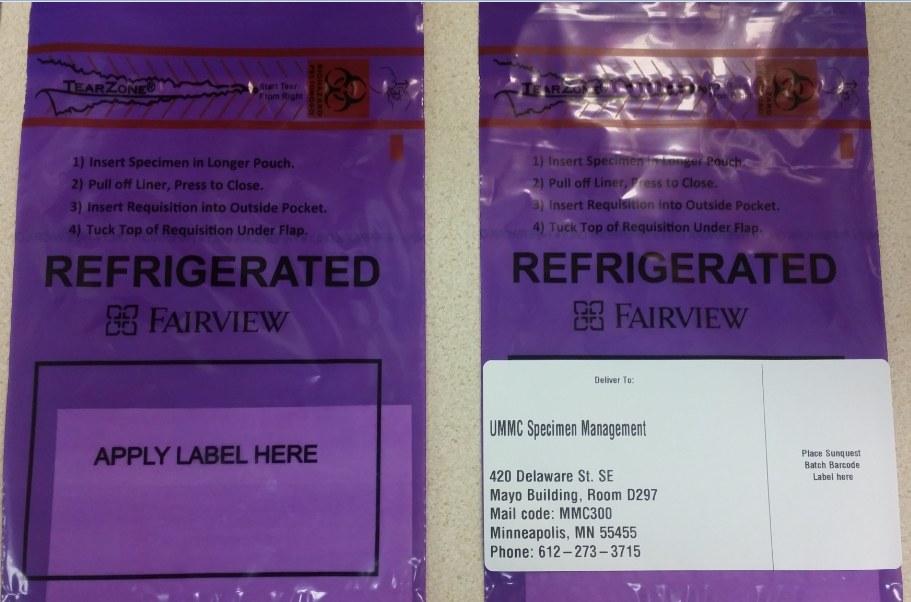 TEARZONE®
Start Tear
From Right
BIOHAZARD
1) Insert Specimen in Longer Pouch.
2) Pull off Liner, Press to Close.
3) Insert Requisition into Outside Pocket.
4) Tuck Top of Requisition Under Flap.
REFRIGERATED
FAIRVIEW
APPLY LABEL HERE
TEARZONE®
1) Insert Specimen in Longer Pouch.
2) Pull off Liner, Press to Close.
3) Insert Requisition into Outside Pocket.
4) Tuck Top of Requisition Under Flap.
REFRIGERATED
FAIRVIEW
Deliver To:
UMMC Specimen Management
420 Delaware St. SE
Mayo Building, Room D297
Mail code: MMC300
Minneapolis, MN 55455
Phone: 612-273-3715
Place Sunquest
Batch Barcode
Label here